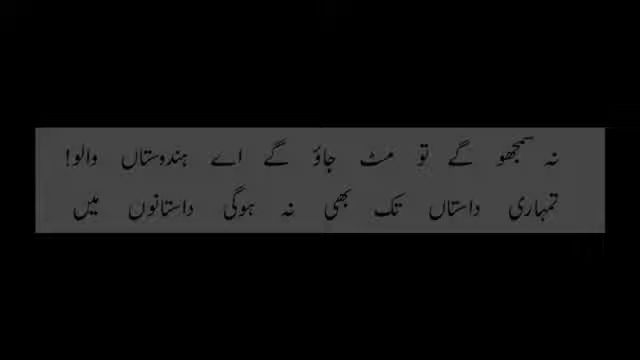 نہ سمجھو گے تو مٹ جاؤ گے اے ہندوستاں والو!
تمہاری داستاں تک بھی نہ ہوگی داستانوں میں